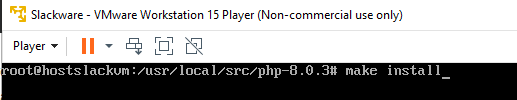 Slackware - VMware Workstation 15 Player (Non-commercial use only)
Player
root@hostslackvm:/usr/local/src/php-8.0.3# make install_